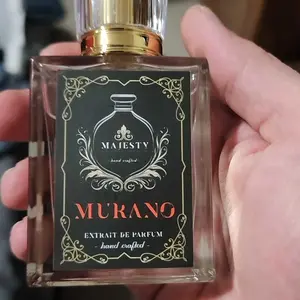 MAJESTY
- hand crafted -
MURANO
EXTRAIT DE PARFUM
- hand crafted -